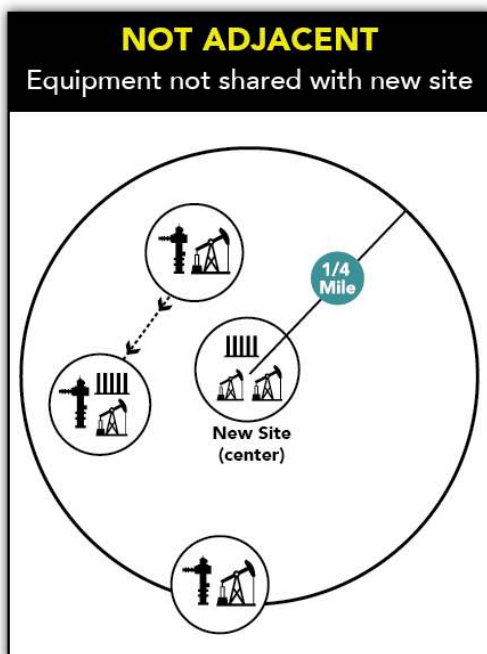 NOT ADJACENT
Equipment not shared with new site
1/4
Mile
New Site
(center)